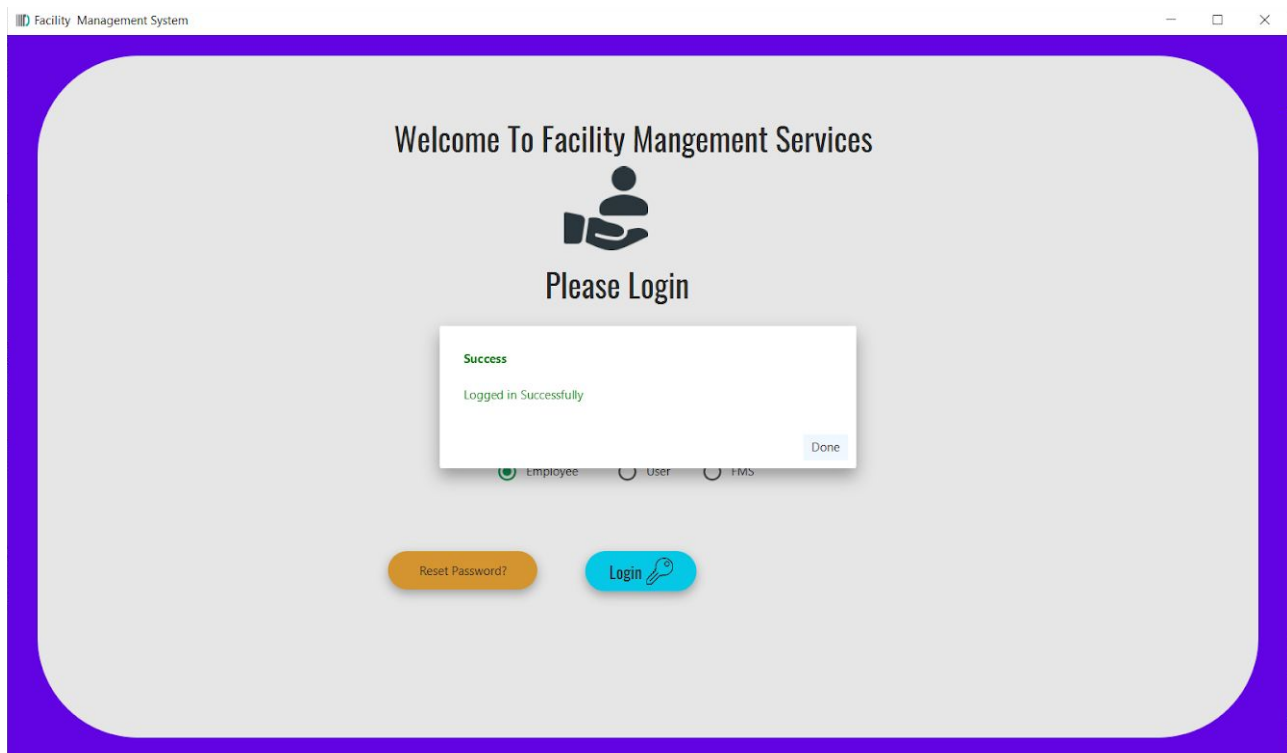 Facility Management System
Welcome To Facility Mangement Services
Please Login
Success
Logged in Successfully
Done
Employee User FMS
Reset Password? Login